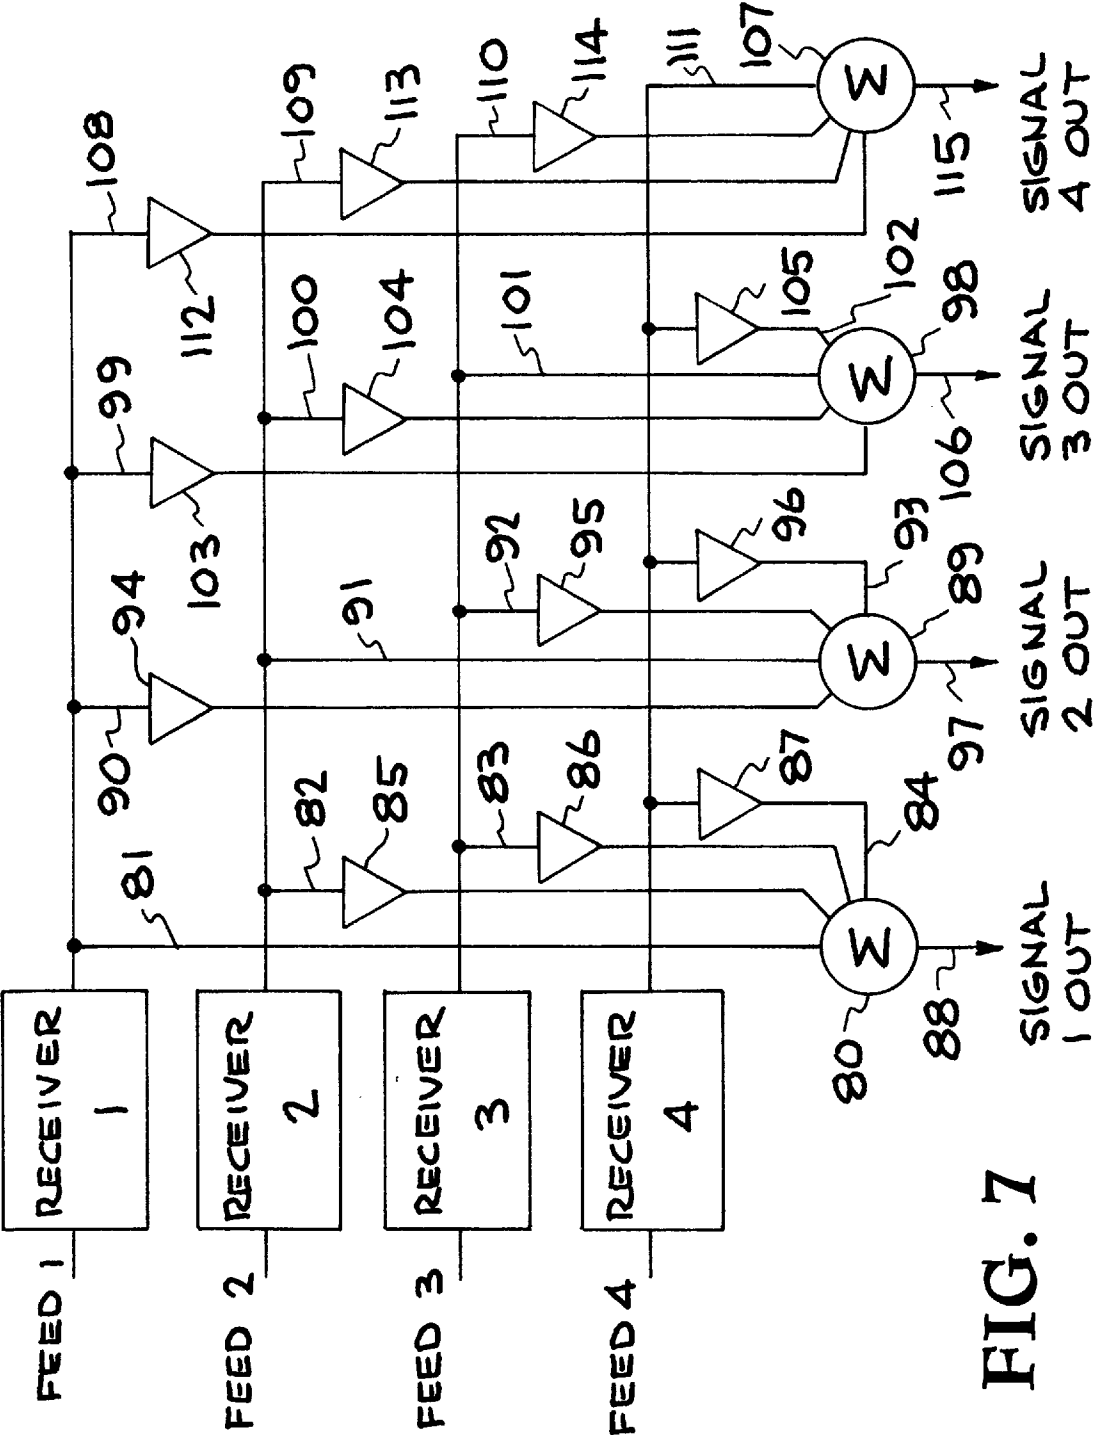 FEED 1
RECEIVER
1
FEED 2
RECEIVER
2
FEED 3
RECEIVER
3
FEED 4
RECEIVER
4
81
90
94
99
103
108
112
82
85
91
100
104
109
113
83
86
92
95
101
110
114
87
96
105
111
84
93
102
107
80
Σ
89
Σ
98
Σ
Σ
88
97
106
115
SIGNAL
1 OUT
SIGNAL
2 OUT
SIGNAL
3 OUT
SIGNAL
4 OUT
FIG. 7